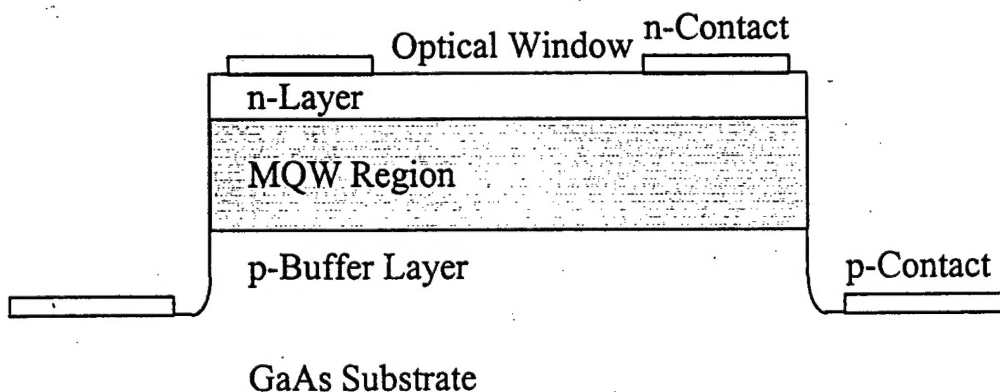 Optical Window
n-Contact
n-Layer
MQW Region
p-Buffer Layer
p-Contact
GaAs Substrate